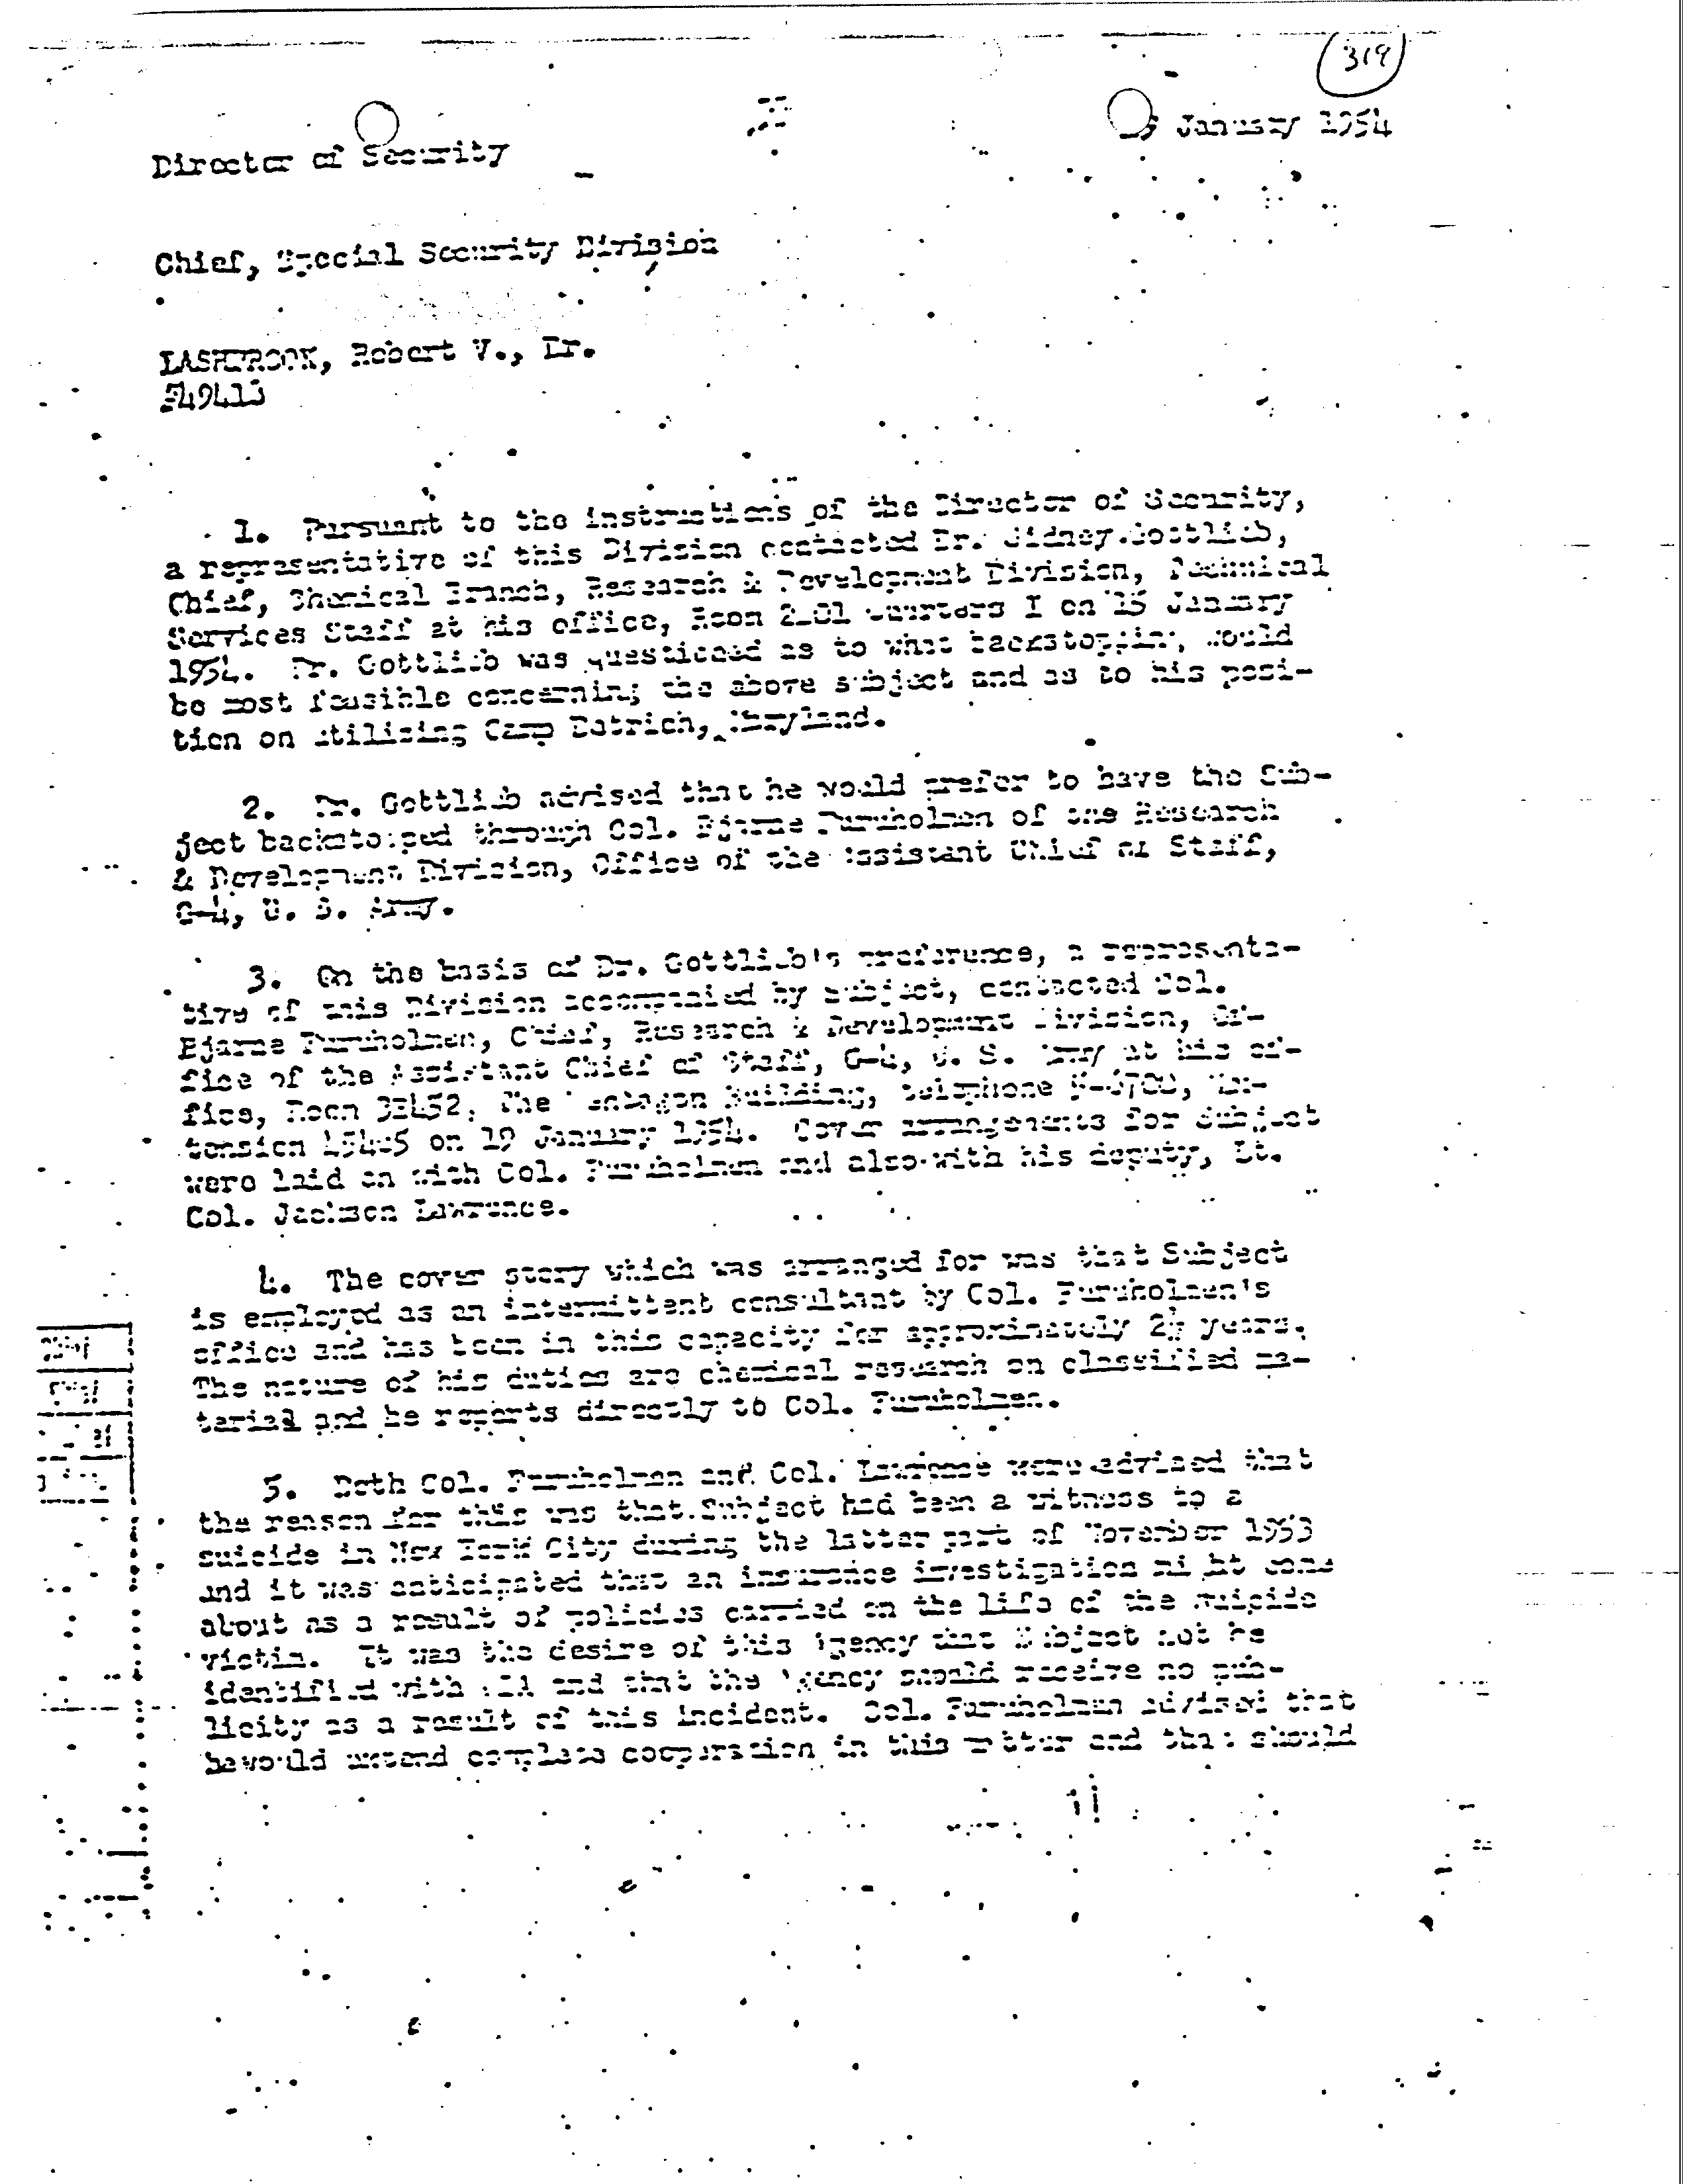 319
January 1954
Director of Security
Chief, Special Security Division
LASHBROOK, Robert V., Dr.
1. Pursuant to the instructions of the Director of Security,
a representative of this Division contacted Dr. Sidney Gottlieb,
Chief, Chemical Branch, Research & Development Division, Technical
Services Staff at his office, Room Quarters I on 15 January
1954. Dr. Gottlieb was questioned as to what backstopping would
be most feasible concerning the above subject and as to his posi-
tion on utilizing Camp Detrich, Maryland.
2. Dr. Gottlieb advised that he would prefer to have the Sub-
ject backstopped through Col. Bjarne Furuholmen of the Research
& Development Division, Office of the Assistant Chief of Staff,
G-4, U. S. Army.
3. On the basis of Dr. Gottlieb's preference, a representa-
tive of this Division accompanied by Subject, contacted Col.
Bjarne Furuholmen, Chief, Research & Development Division, Of-
fice of the Assistant Chief of Staff, G-4, U. S. Army at his of-
fice, Room The Pentagon Building, telephone Ex-
tension on 19 January 1954. Cover arrangements for Subject
were laid on with Col. Furuholmen and also with his deputy, Lt.
Col. Jackson Lawrence.
4. The cover story which was arranged for was that Subject
is employed as an intermittent consultant by Col. Furuholmen's
office and has been in this capacity for approximately 2½ years.
The nature of his duties are chemical research on classified ma-
terial and he reports directly to Col. Furuholmen.
5. Both Col. Furuholmen and Col. Lawrence were advised that
the reason for this was that Subject had been a witness to a
suicide in New York City during the latter part of November 1953
and it was anticipated that an insurance investigation might come
about as a result of policies carried on the life of the suicide
victim. It was the desire of this Agency that Subject not be
identified with CIA and that the Agency should receive no pub-
licity as a result of this incident. Col. Furuholmen advised that
he would extend complete cooperation in this matter and that should